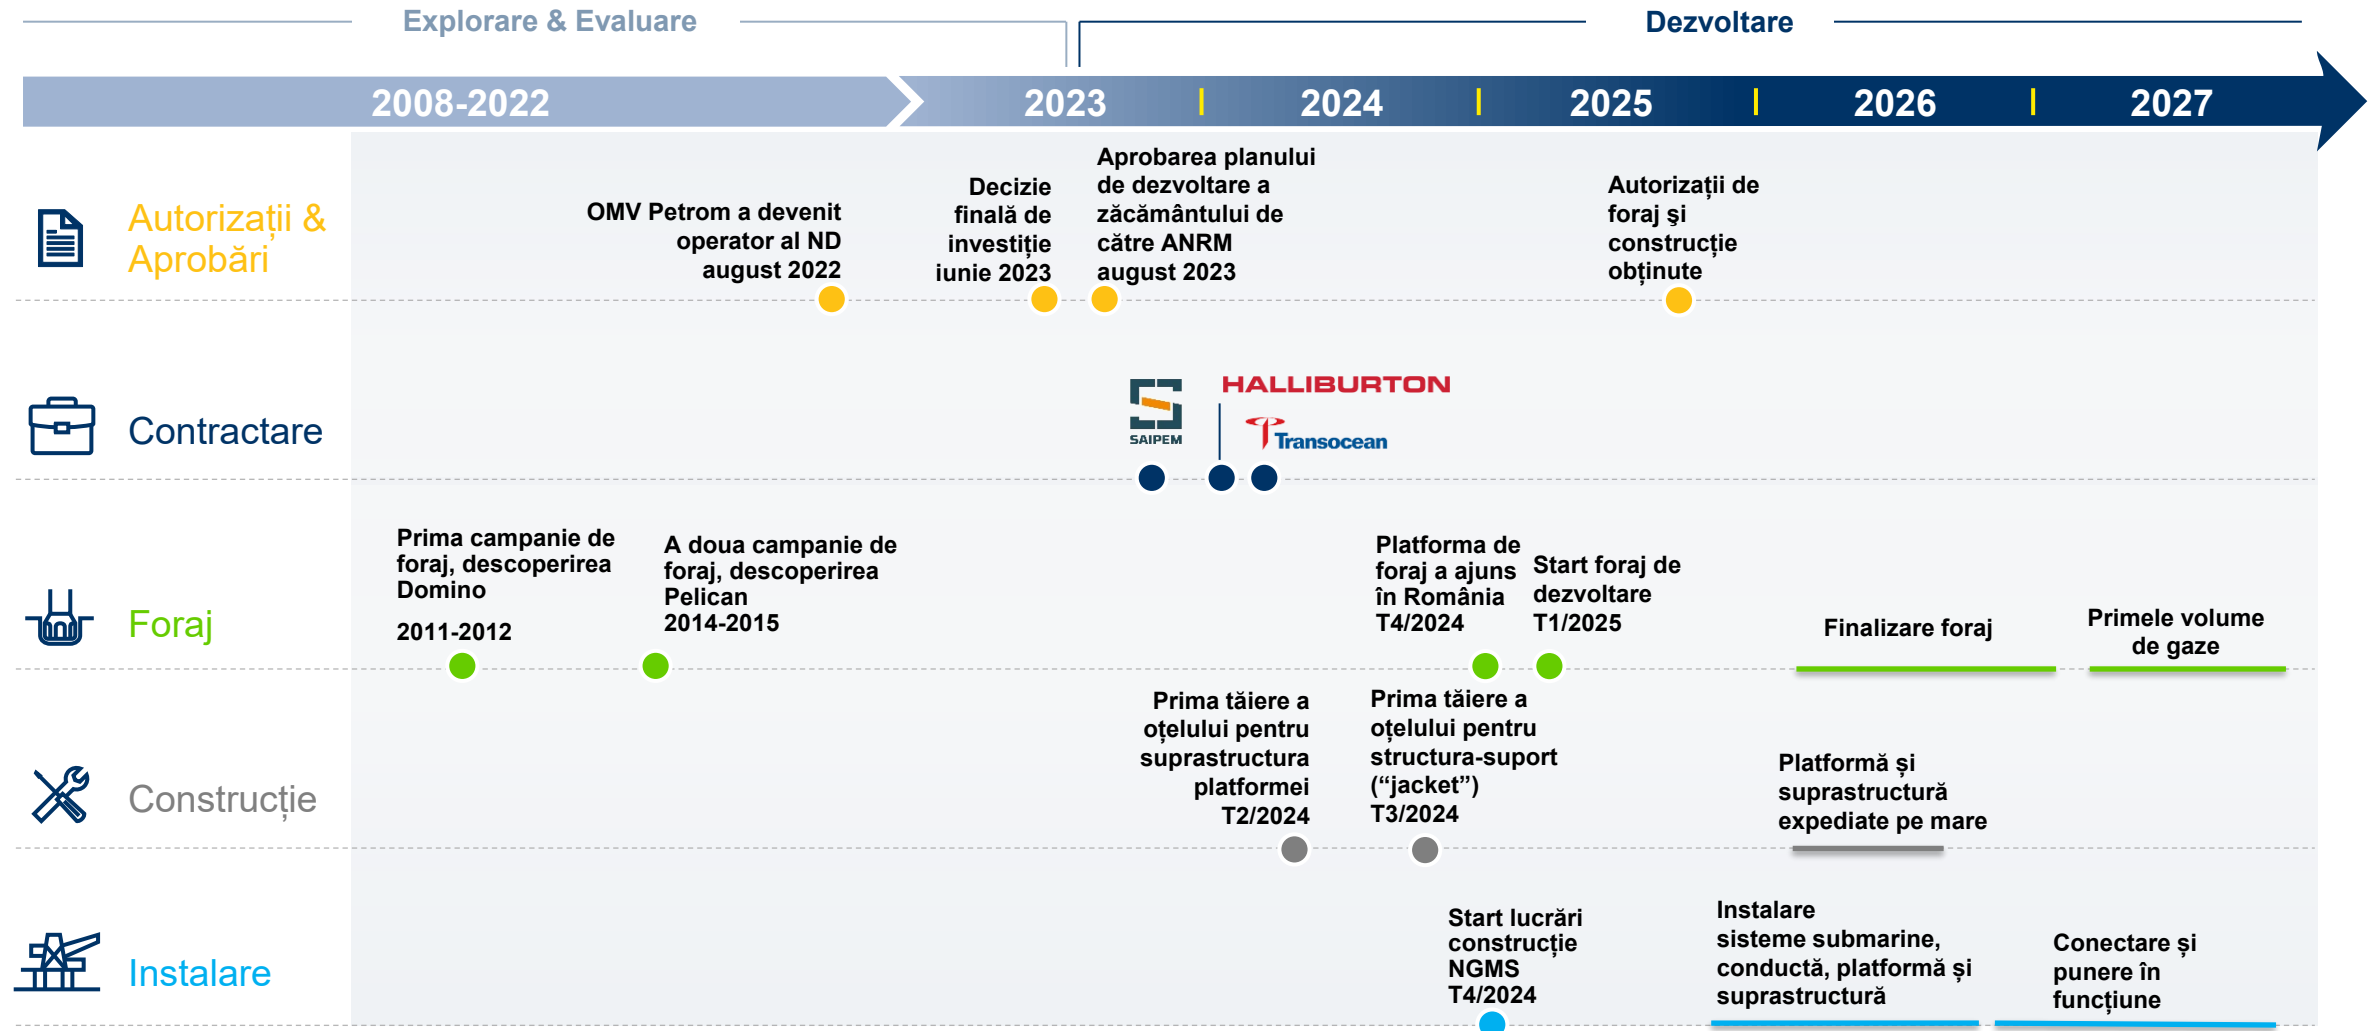 Explorare & Evaluare
Dezvoltare
2008-2022
2023
2024
2025
2026
2027
Autorizații &
Aprobări
OMV Petrom a devenit
operator al ND
august 2022
Decizie
finală de
investiție
iunie 2023
Aprobarea planului
de dezvoltare a
zăcământului de
către ANRM
august 2023
Autorizații de
foraj şi
construcție
obținute
Contractare
SAIPEM
HALLIBURTON
Transocean
Foraj
Prima campanie de
foraj, descoperirea
Domino
2011-2012
A doua campanie de
foraj, descoperirea
Pelican
2014-2015
Platforma de
foraj a ajuns
în România
T4/2024
Start foraj de
dezvoltare
T1/2025
Finalizare foraj
Primele volume
de gaze
Construcție
Prima tăiere a
oțelului pentru
suprastructura
platformei
T2/2024
Prima tăiere a
oțelului pentru
structura-suport
(“jacket”)
T3/2024
Platformă și
suprastructură
expediate pe mare
Instalare
Start lucrări
construcție
NGMS
T4/2024
Instalare
sisteme submarine,
conductă, platformă și
suprastructură
Conectare și
punere în
funcțiune